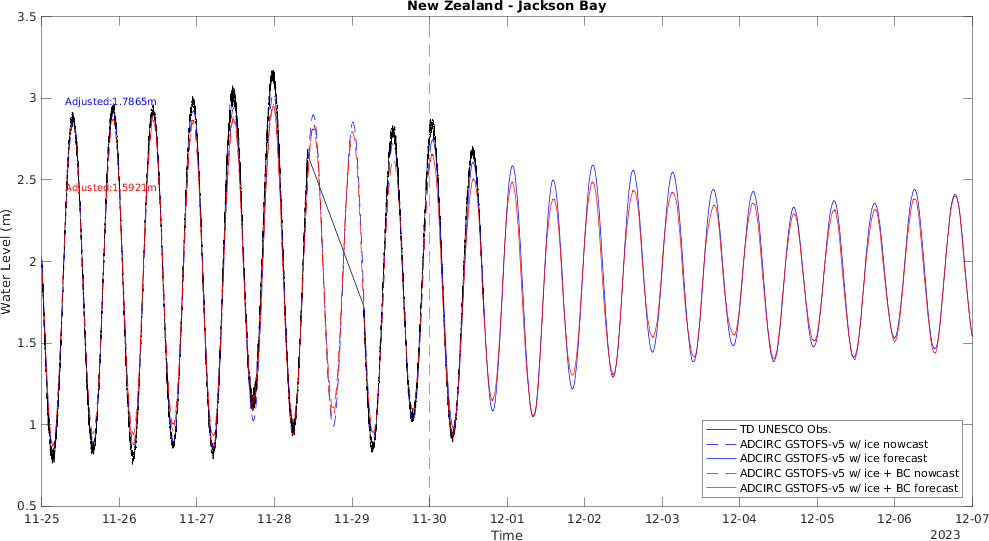 New Zealand - Jackson Bay
3.5
3
2.5
2
1.5
1
0.5
Water Level (m)
Adjusted:1.7865m
Adjusted:1.5921m
TD UNESCO Obs.
ADCIRC GSTOFS-v5 w/ ice nowcast
ADCIRC GSTOFS-v5 w/ ice forecast
ADCIRC GSTOFS-v5 w/ ice + BC nowcast
ADCIRC GSTOFS-v5 w/ ice + BC forecast
11-25 11-26 11-27 11-28 11-29 11-30 12-01 12-02 12-03 12-04 12-05 12-06 12-07
Time
2023